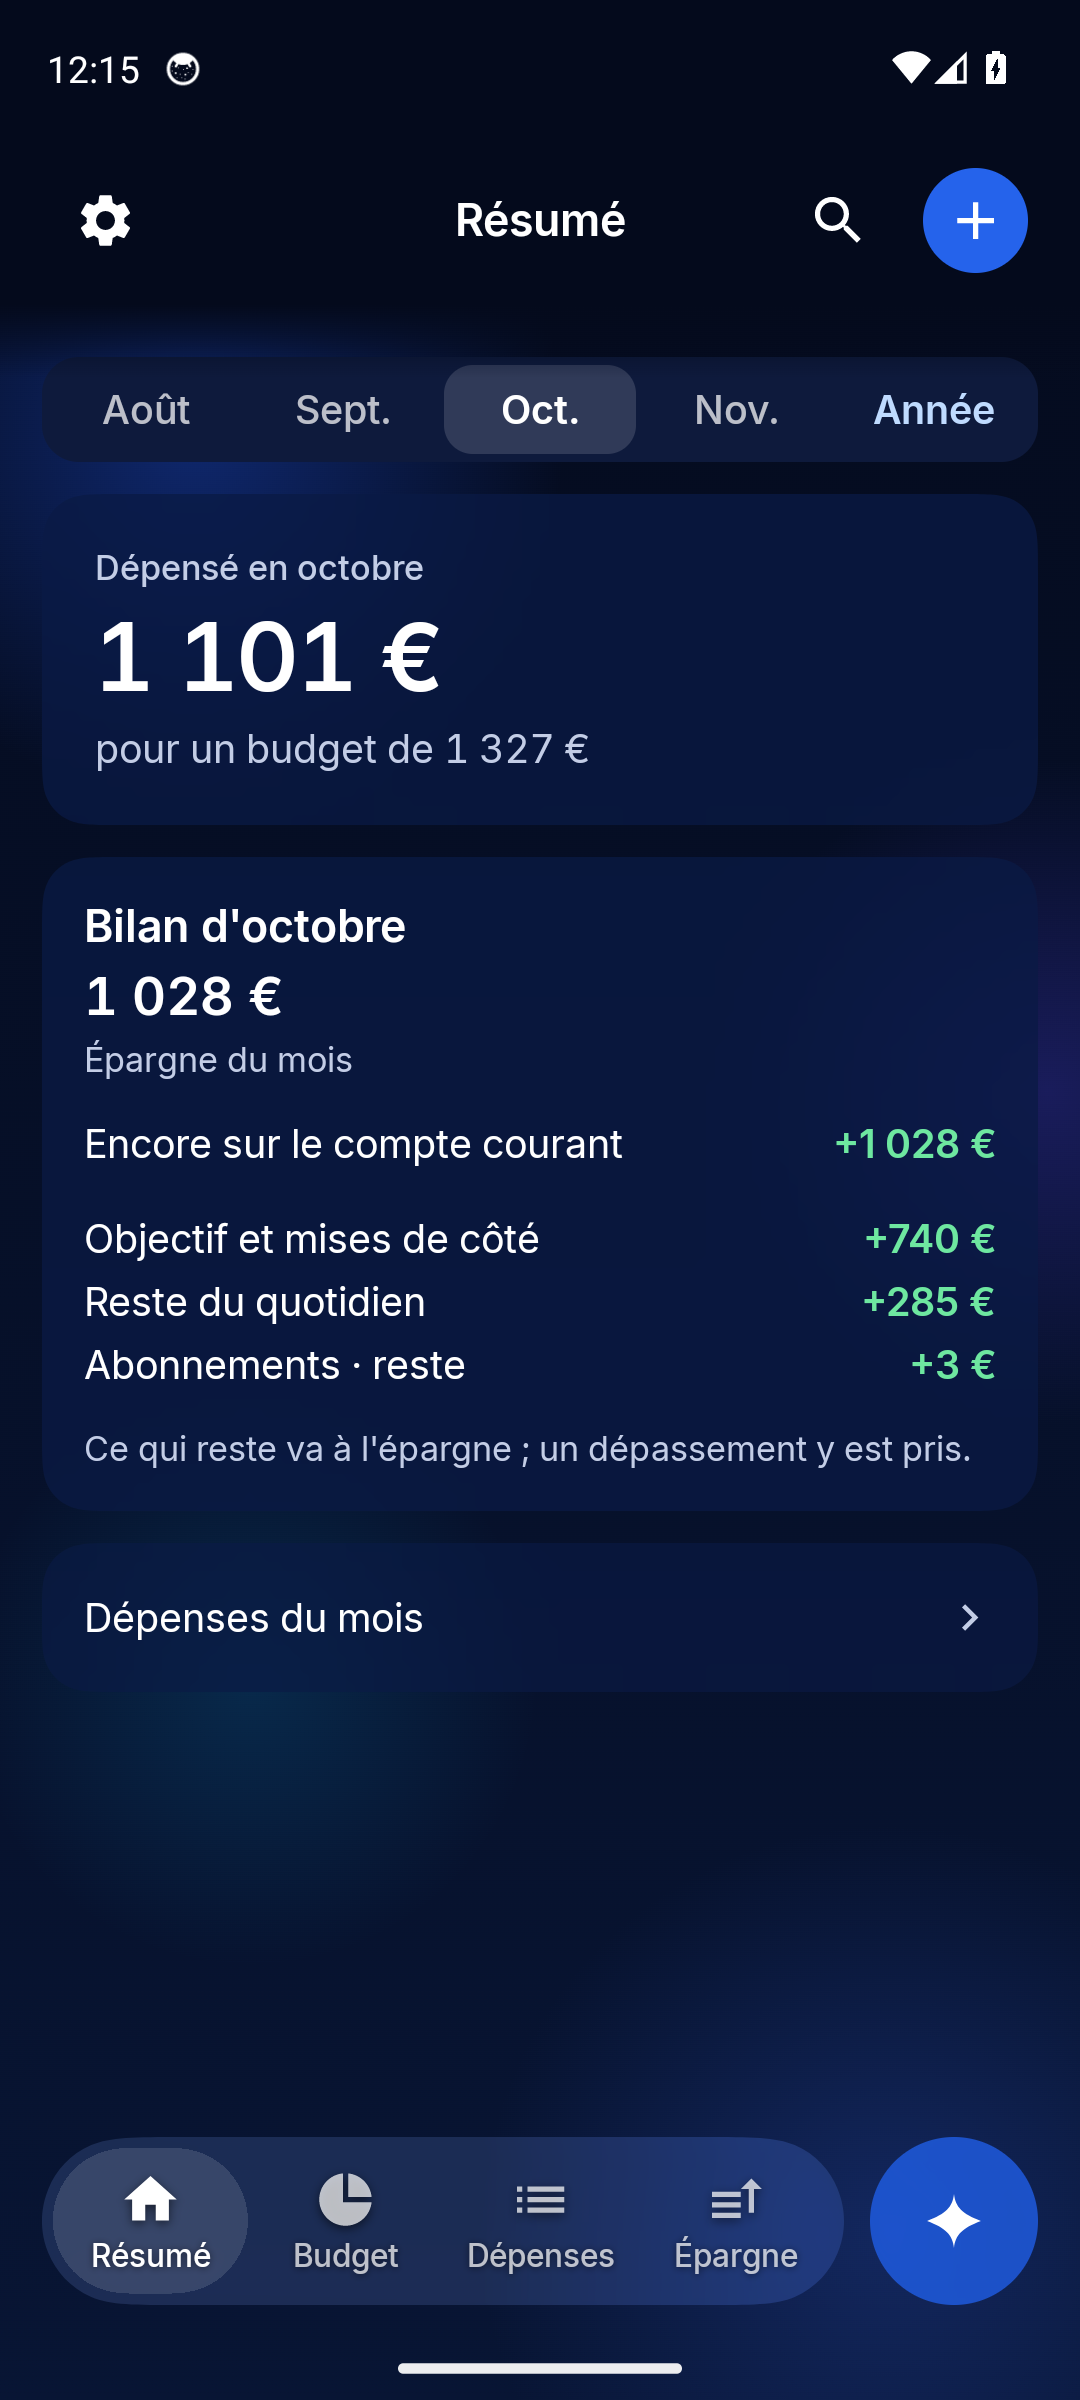 12:15
Résumé
Août Sept. Oct. Nov. Année
Dépensé en octobre
1 101 €
pour un budget de 1 327 €
Bilan d'octobre
1 028 €
Épargne du mois
Encore sur le compte courant +1 028 €
Objectif et mises de côté +740 €
Reste du quotidien +285 €
Abonnements · reste +3 €
Ce qui reste va à l'épargne ; un dépassement y est pris.
Dépenses du mois
Résumé Budget Dépenses Épargne